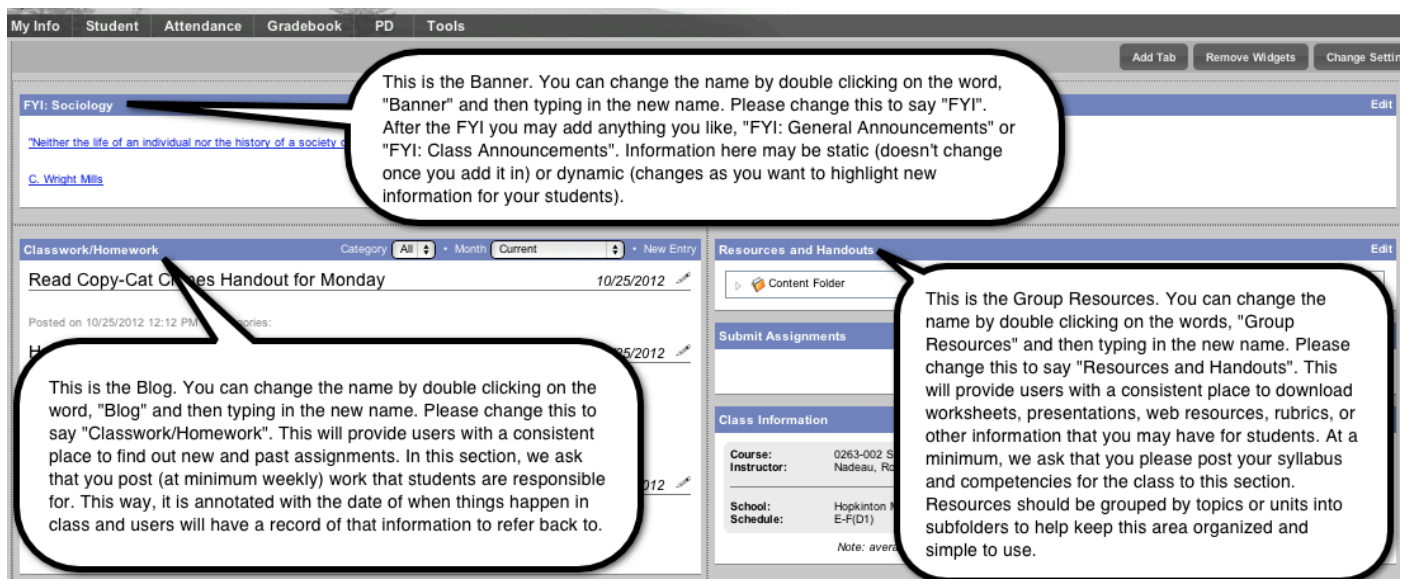 My Info Student Attendance Gradebook PD Tools
Add Tab Remove Widgets Change
FYI: Sociology
Edit
"Neither the life of an individual nor the history of a society
C. Wright Mills
This is the Banner. You can change the name by double clicking on the word,
"Banner" and then typing in the new name. Please change this to say "FYI".
After the FYI you may add anything you like, "FYI: General Announcements" or
"FYI: Class Announcements". Information here may be static (doesn't change
once you add it in) or dynamic (changes as you want to highlight new
information for your students).
Classwork/Homework Category All • Month Current • New Entry
Read Copy-Cat Handout for Monday 10/25/2012
Posted on 10/25/2012 12:12 PM
This is the Blog. You can change the name by double clicking on the
word, "Blog" and then typing in the new name. Please change this to
say "Classwork/Homework". This will provide users with a consistent
place to find out new and past assignments. In this section, we ask
that you post (at minimum weekly) work that students are responsible
for. This way, it is annotated with the date of when things happen in
class and users will have a record of that information to refer back to.
Resources and Handouts Edit
Content Folder
Submit Assignments
Class Information
Course: 0263-002
Instructor: Nadeau,
School: Hopkinton
Schedule: E-F(D1)
Note:
This is the Group Resources. You can change the
name by double clicking on the words, "Group
Resources" and then typing in the new name. Please
change this to say "Resources and Handouts". This
will provide users with a consistent place to download
worksheets, presentations, web resources, rubrics, or
other information that you may have for students. At a
minimum, we ask that you please post your syllabus
and competencies for the class to this section.
Resources should be grouped by topics or units into
subfolders to help keep this area organized and
simple to use.